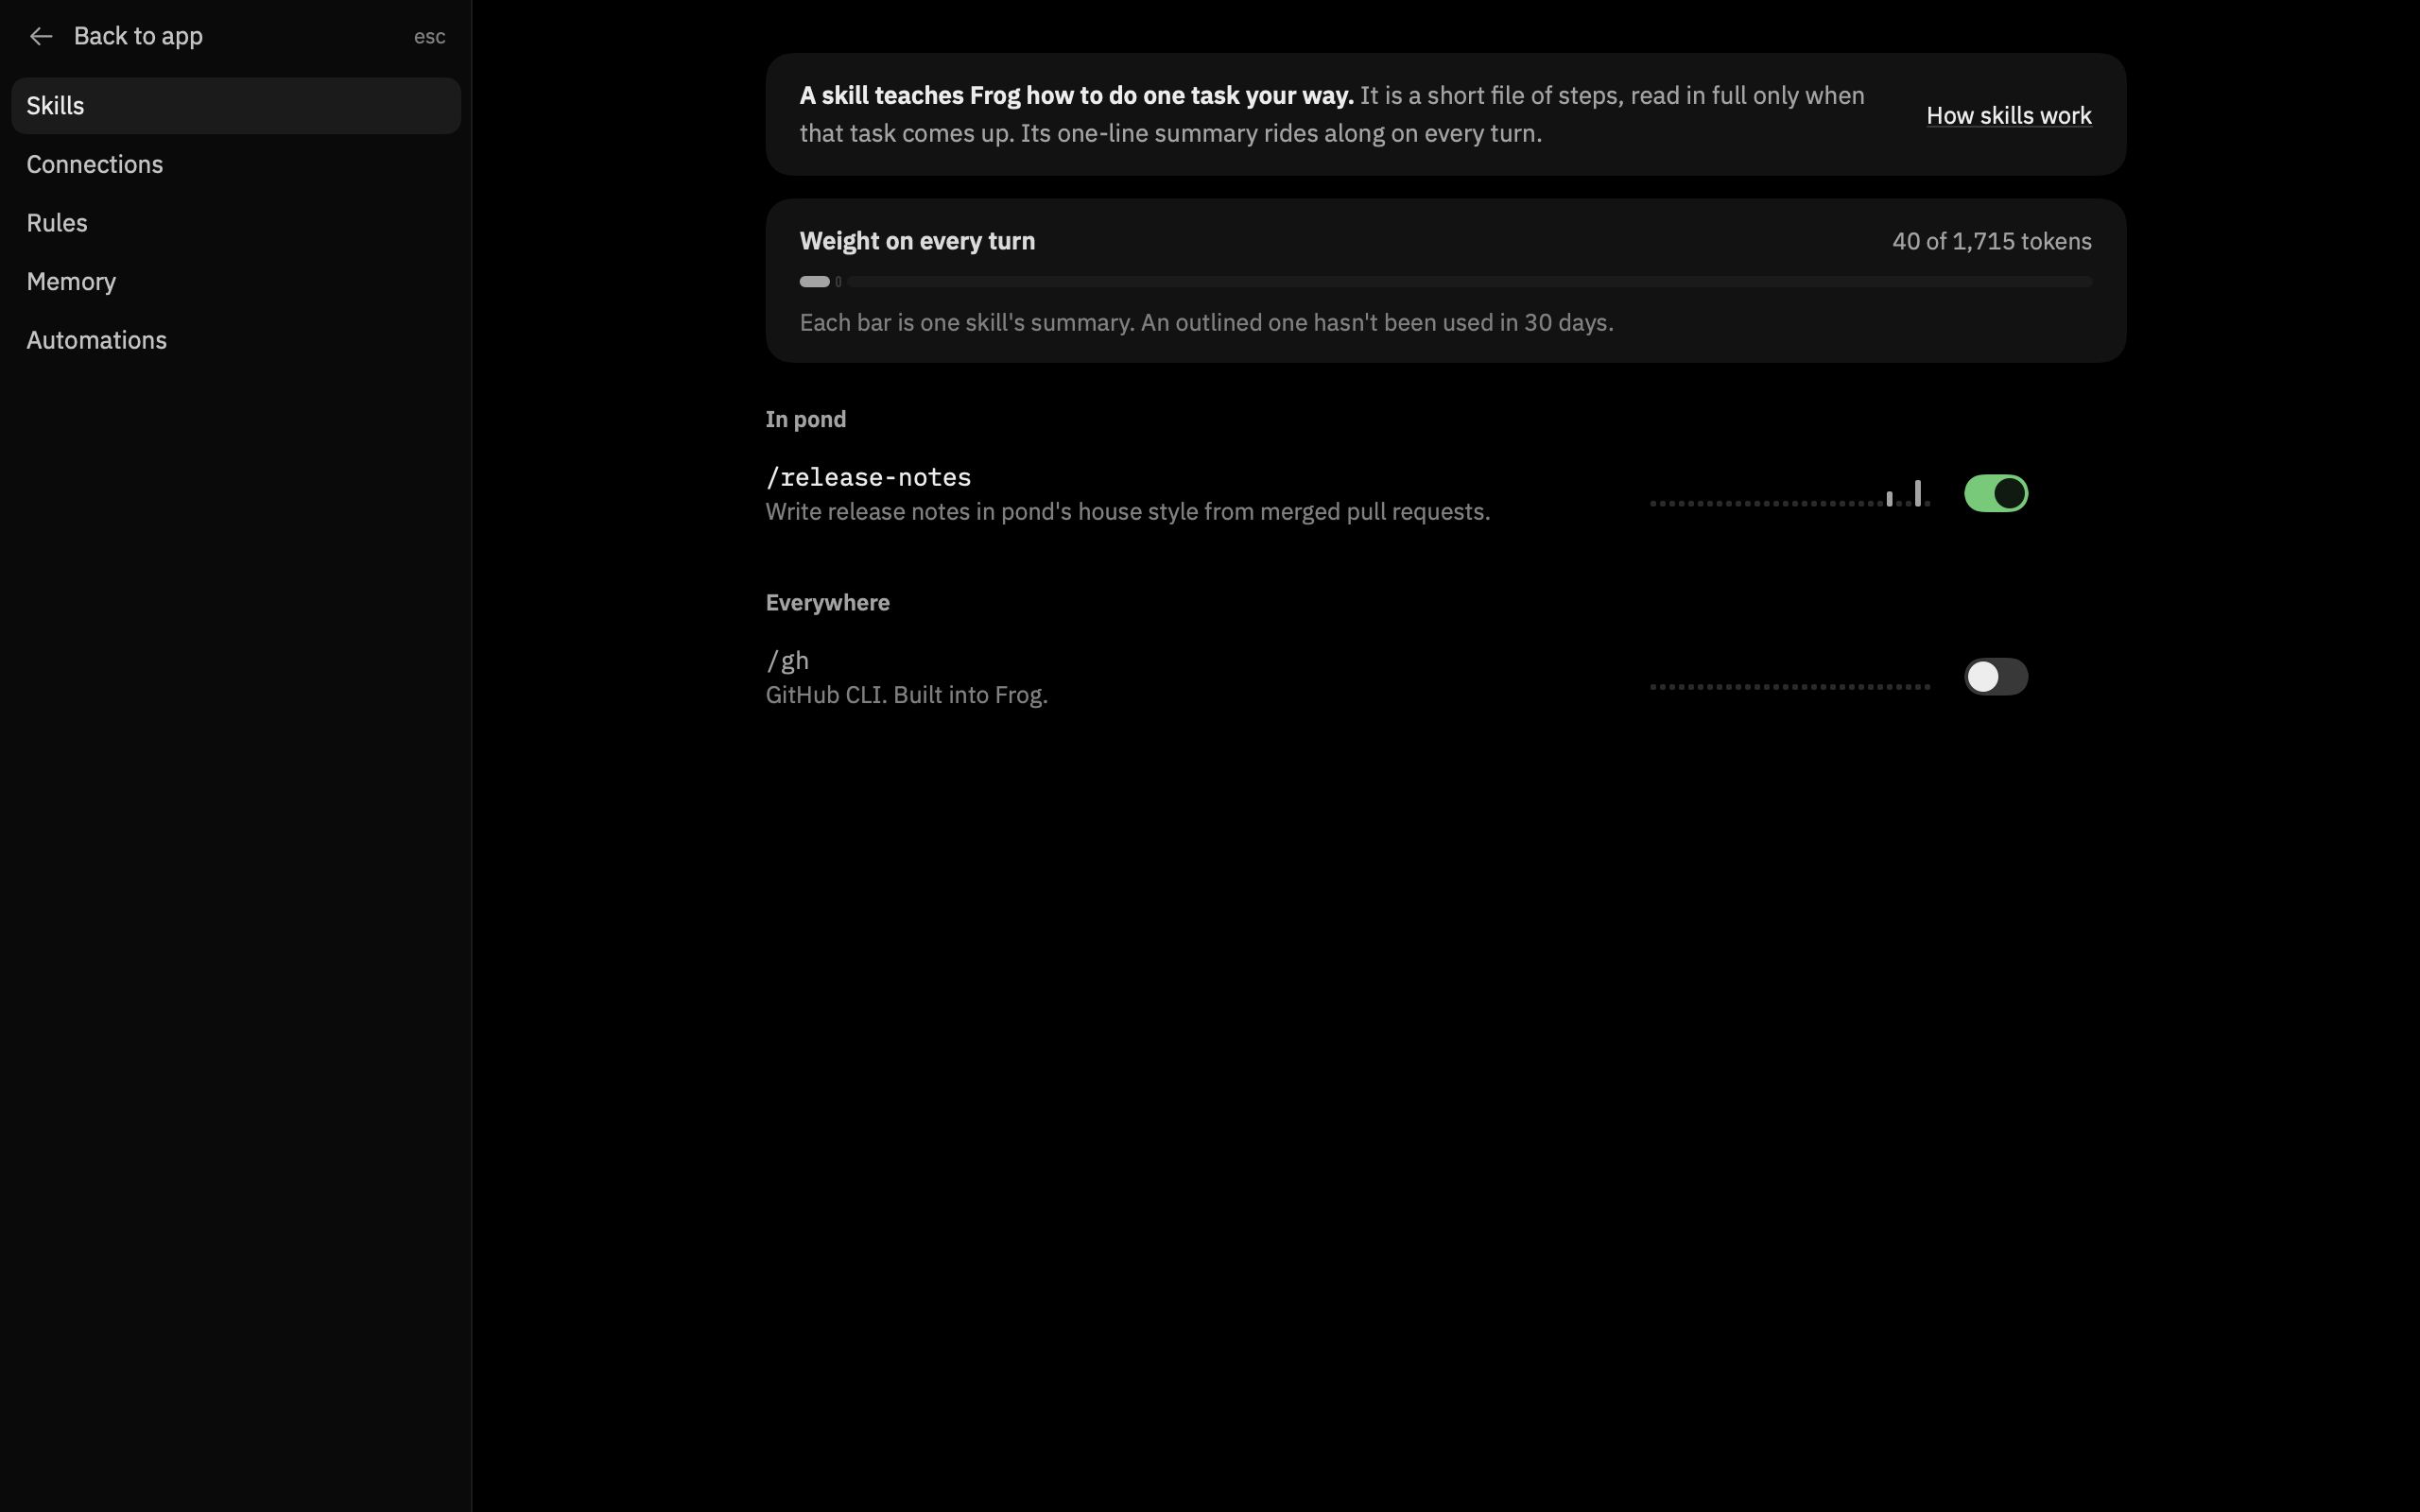 Back to app
esc
Skills
Connections
Rules
Memory
Automations
A skill teaches Frog how to do one task your way. It is a short file of steps, read in full only when
that task comes up. Its one-line summary rides along on every turn.
How skills work
Weight on every turn
40 of 1,715 tokens
Each bar is one skill's summary. An outlined one hasn't been used in 30 days.
In pond
/release-notes
Write release notes in pond's house style from merged pull requests.
Everywhere
/gh
GitHub CLI. Built into Frog.